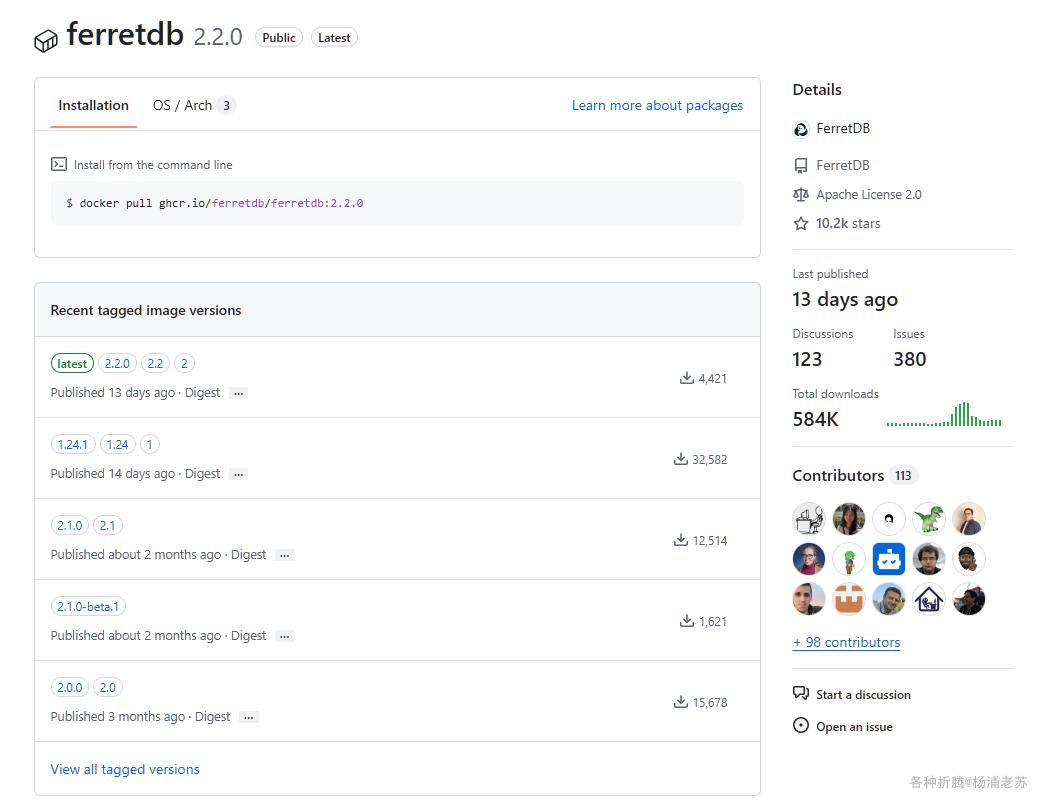 ferretdb 2.2.0 Public Latest
Installation OS / Arch 3 Learn more about packages
Install from the command line
$ docker pull ghcr.io/ferretdb/ferretdb:2.2.0
Recent tagged image versions
latest 2.2.0 2.2 2
Published 13 days ago · Digest ...
4,421
1.24.1 1.24 1
Published 14 days ago · Digest ...
32,582
2.1.0 2.1
Published about 2 months ago · Digest ...
12,514
2.1.0-beta.1
Published about 2 months ago · Digest ...
1,621
2.0.0 2.0
Published 3 months ago · Digest ...
15,678
View all tagged versions
Details
FerretDB
FerretDB
Apache License 2.0
10.2k stars
Last published
13 days ago
Discussions Issues
123 380
Total downloads
584K
Contributors 113
+ 98 contributors
Start a discussion
Open an issue
各种折腾@杨浦老苏